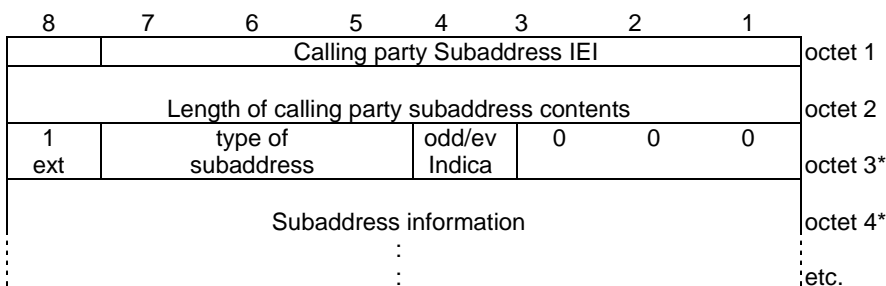 8 7 6 5 4 3 2 1
Calling party Subaddress IEI octet 1
Length of calling party subaddress contents octet 2
1 type of odd/ev 0 0 0
ext subaddress Indica octet 3*
Subaddress information octet 4*
:
: etc.